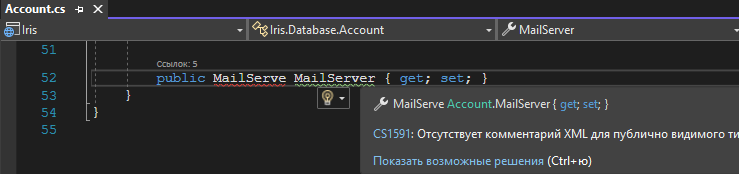 Account.cs
Iris
Iris.Database.Account
MailServer
51
Ссылок: 5
52 public MailServe MailServer { get; set; }
53 }
54 }
55
MailServe Account.MailServer { get; set; }
CS1591: Отсутствует комментарий XML для публично видимого
Показать возможные решения (Ctrl+ю)